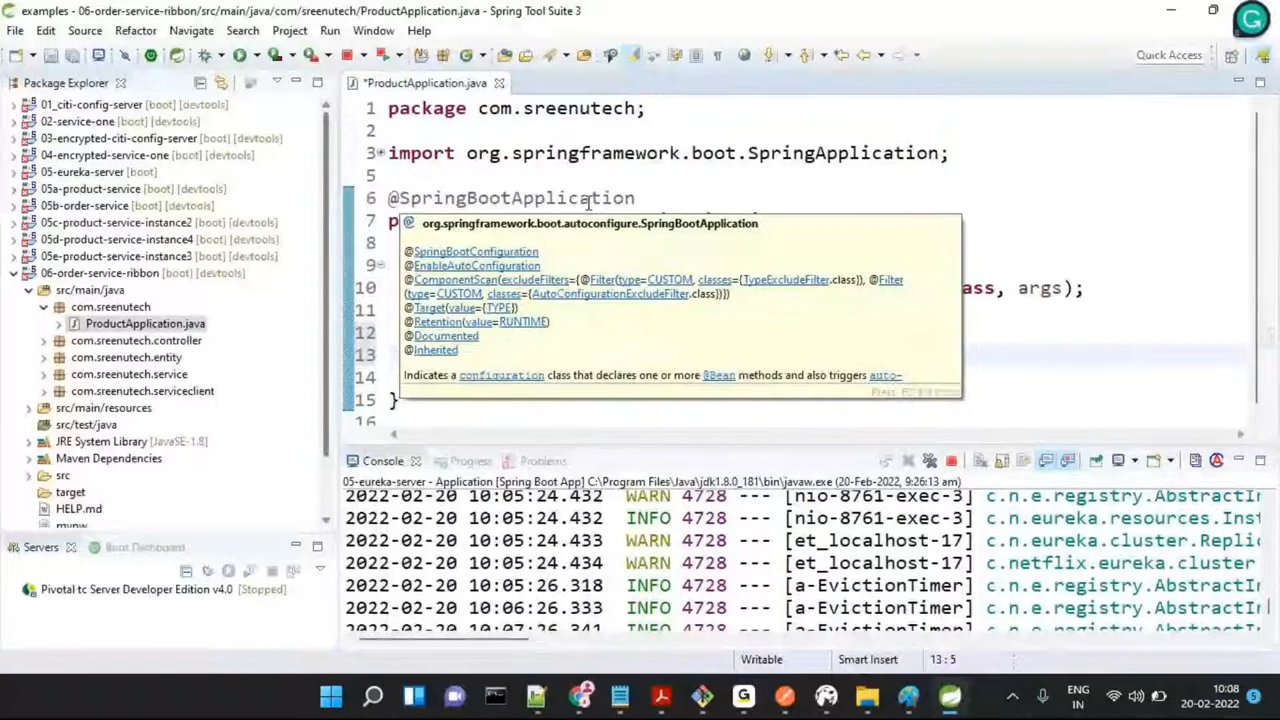 examples - 06-order-service-ribbon/src/main/java/com/sreenutech/ProductApplication.java - Spring Tool Suite 3
File Edit Source Refactor Navigate Search Project Run Window Help
Quick Access
Package Explorer
01_citi-config-server [boot] [devtools]
02-service-one [boot] [devtools]
03-encrypted-citi-config-server [boot] [devtools]
04-encrypted-service-one [boot] [devtools]
05-eureka-server [boot]
05a-product-service [boot] [devtools]
05b-order-service [boot] [devtools]
05c-product-service-instance2 [boot] [devtools]
05d-product-service-instance4 [boot] [devtools]
05e-product-service-instance3 [boot] [devtools]
06-order-service-ribbon [boot] [devtools]
src/main/java
com.sreenutech
ProductApplication.java
com.sreenutech.controller
com.sreenutech.entity
com.sreenutech.service
com.sreenutech.serviceclient
src/main/resources
src/test/java
JRE System Library [JavaSE-1.8]
Maven Dependencies
src
target
HELP.md
mvnw
Servers Boot Dashboard
Pivotal tc Server Developer Edition v4.0 [Stopped]
*ProductApplication.java
1 package com.sreenutech;
2
3 import org.springframework.boot.SpringApplication;
5
6 @SpringBootApplication
7 p
8
9
10 ass, args);
12
13
14
15 }
16
org.springframework.boot.autoconfigure.SpringBootApplication
@SpringBootConfiguration
@EnableAutoConfiguration
@ComponentScan(excludeFilters={@Filter(type=CUSTOM, classes={TypeExcludeFilter.class}), @Filter
(type=CUSTOM, classes={AutoConfigurationExcludeFilter.class})})
@Target(value={TYPE})
@Retention(value=RUNTIME)
@Documented
@Inherited
Indicates a configuration class that declares one or more @Bean methods and also triggers auto-
Console Progress Problems
05-eureka-server - Application [Spring Boot App] C:\Program Files\Java\jdk1.8.0_181\bin\javaw.exe (20-Feb-2022, 9:26:13 am)
2022-02-20 10:05:24.432 WARN 4728 --- [nio-8761-exec-3] c.n.e.registry.AbstractIn
2022-02-20 10:05:24.432 INFO 4728 --- [nio-8761-exec-3] c.n.eureka.resources.Inst
2022-02-20 10:05:24.433 WARN 4728 --- [et_localhost-17] c.n.eureka.cluster.Replic
2022-02-20 10:05:24.434 WARN 4728 --- [et_localhost-17] c.netflix.eureka.cluster
2022-02-20 10:05:26.318 INFO 4728 --- [a-EvictionTimer] c.n.e.registry.AbstractIn
2022-02-20 10:06:26.333 INFO 4728 --- [a-EvictionTimer] c.n.e.registry.AbstractIn
2022-02-20 10:07:26.341 INFO 4728 --- [a-EvictionTimer] c.n.e.registry.AbstractIn
Writable Smart Insert 13:5
ENG
IN
10:08
20-02-2022
5